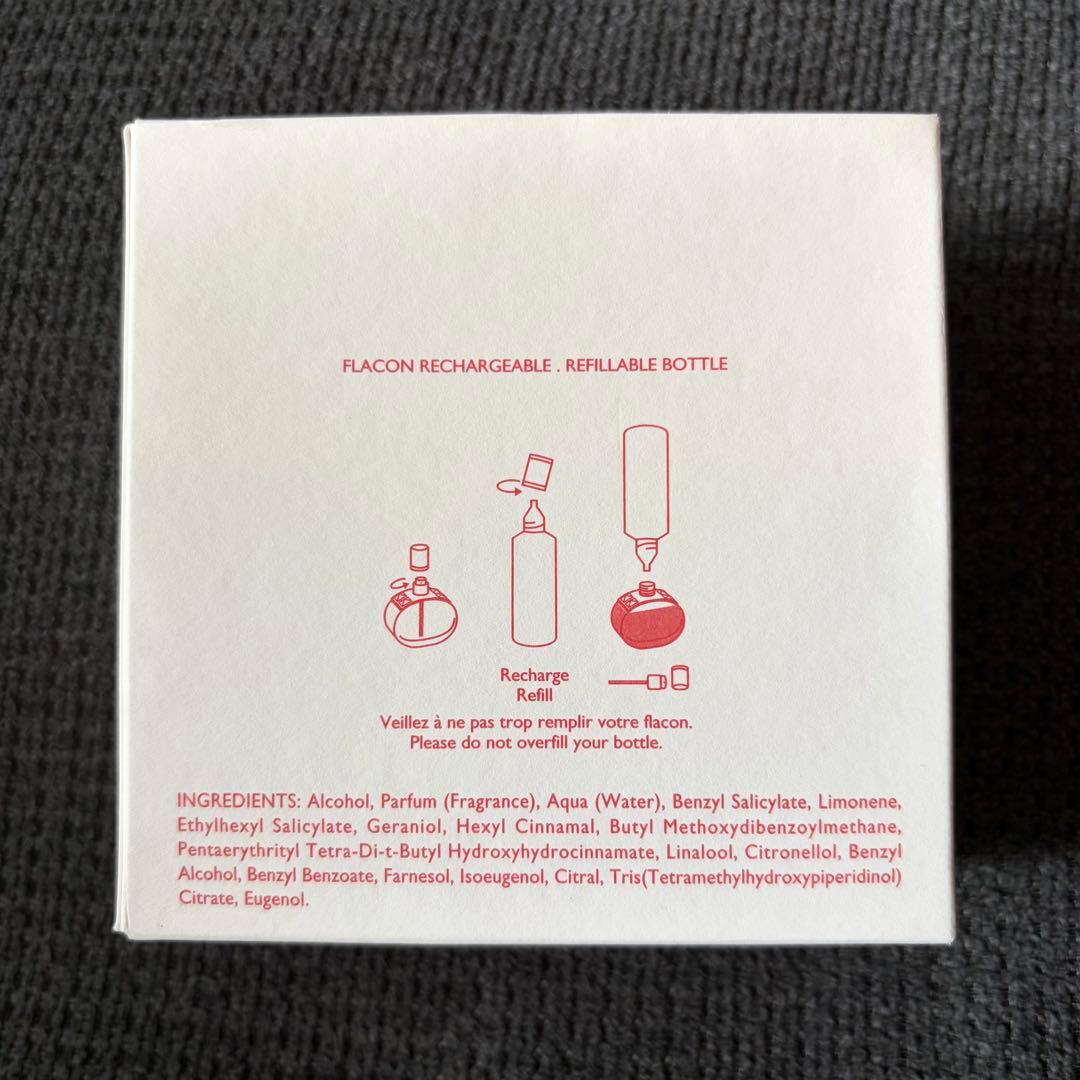 FLACON RECHARGEABLE . REFILLABLE BOTTLE
Recharge
Refill
Veillez à ne pas trop remplir votre flacon.
Please do not overfill your bottle.
INGREDIENTS: Alcohol, Parfum (Fragrance), Aqua (Water), Benzyl Salicylate, Limonene,
Ethylhexyl Salicylate, Geraniol, Hexyl Cinnamal, Butyl Methoxydibenzoylmethane,
Pentaerythrityl Tetra-Di-t-Butyl Hydroxyhydrocinnamate, Linalool, Citronellol, Benzyl
Alcohol, Benzyl Benzoate, Farnesol, Isoeugenol, Citral, Tris(Tetramethylhydroxypiperidinol)
Citrate, Eugenol.